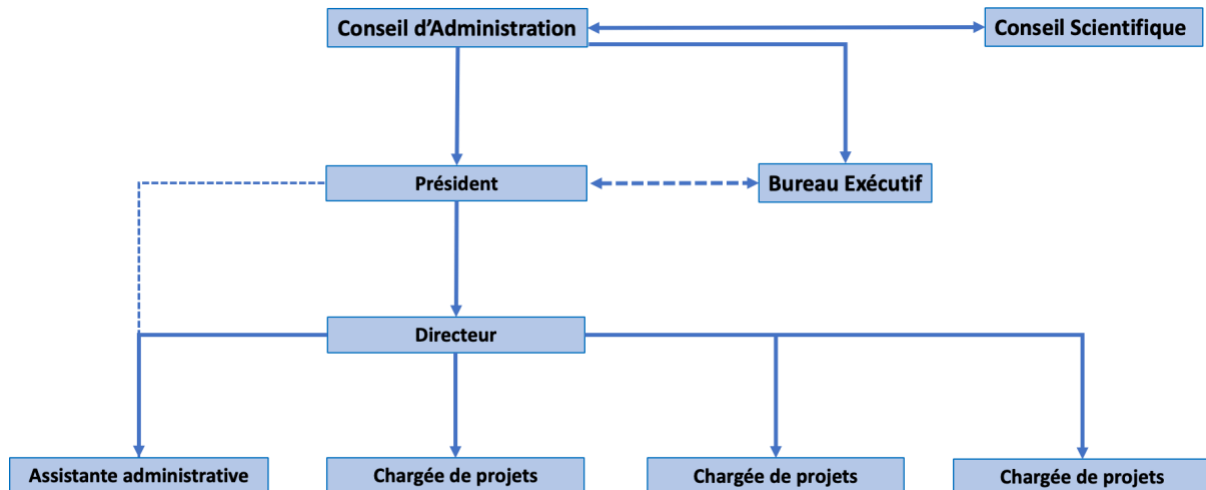 Conseil d'Administration
Conseil Scientifique
Président
Bureau Exécutif
Directeur
Assistante administrative
Chargée de projets
Chargée de projets
Chargée de projets